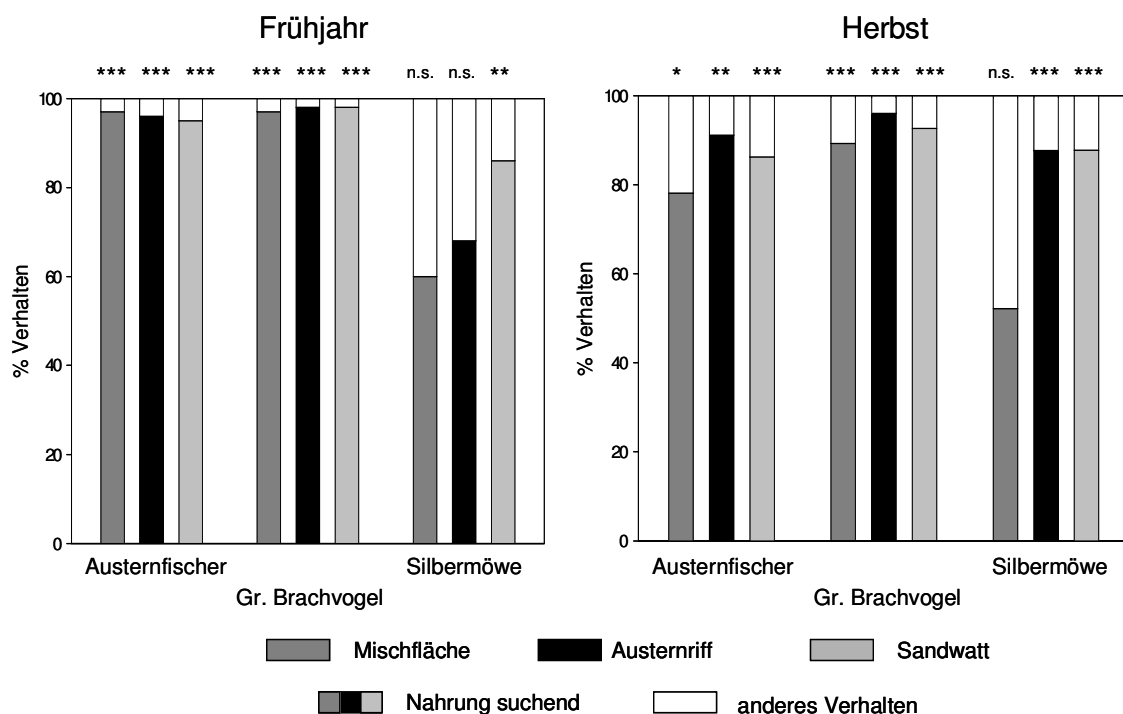 Frühjahr
*** *** *** *** *** *** n.s. n.s. **
100
80
60
40
20
0
% Verhalten
Austernfischer Silbermöwe
Gr. Brachvogel
Herbst
* ** *** *** *** *** n.s. *** ***
100
80
60
40
20
0
% Verhalten
Austernfischer Silbermöwe
Gr. Brachvogel
Mischfläche Austernriff Sandwatt
Nahrung suchend anderes Verhalten